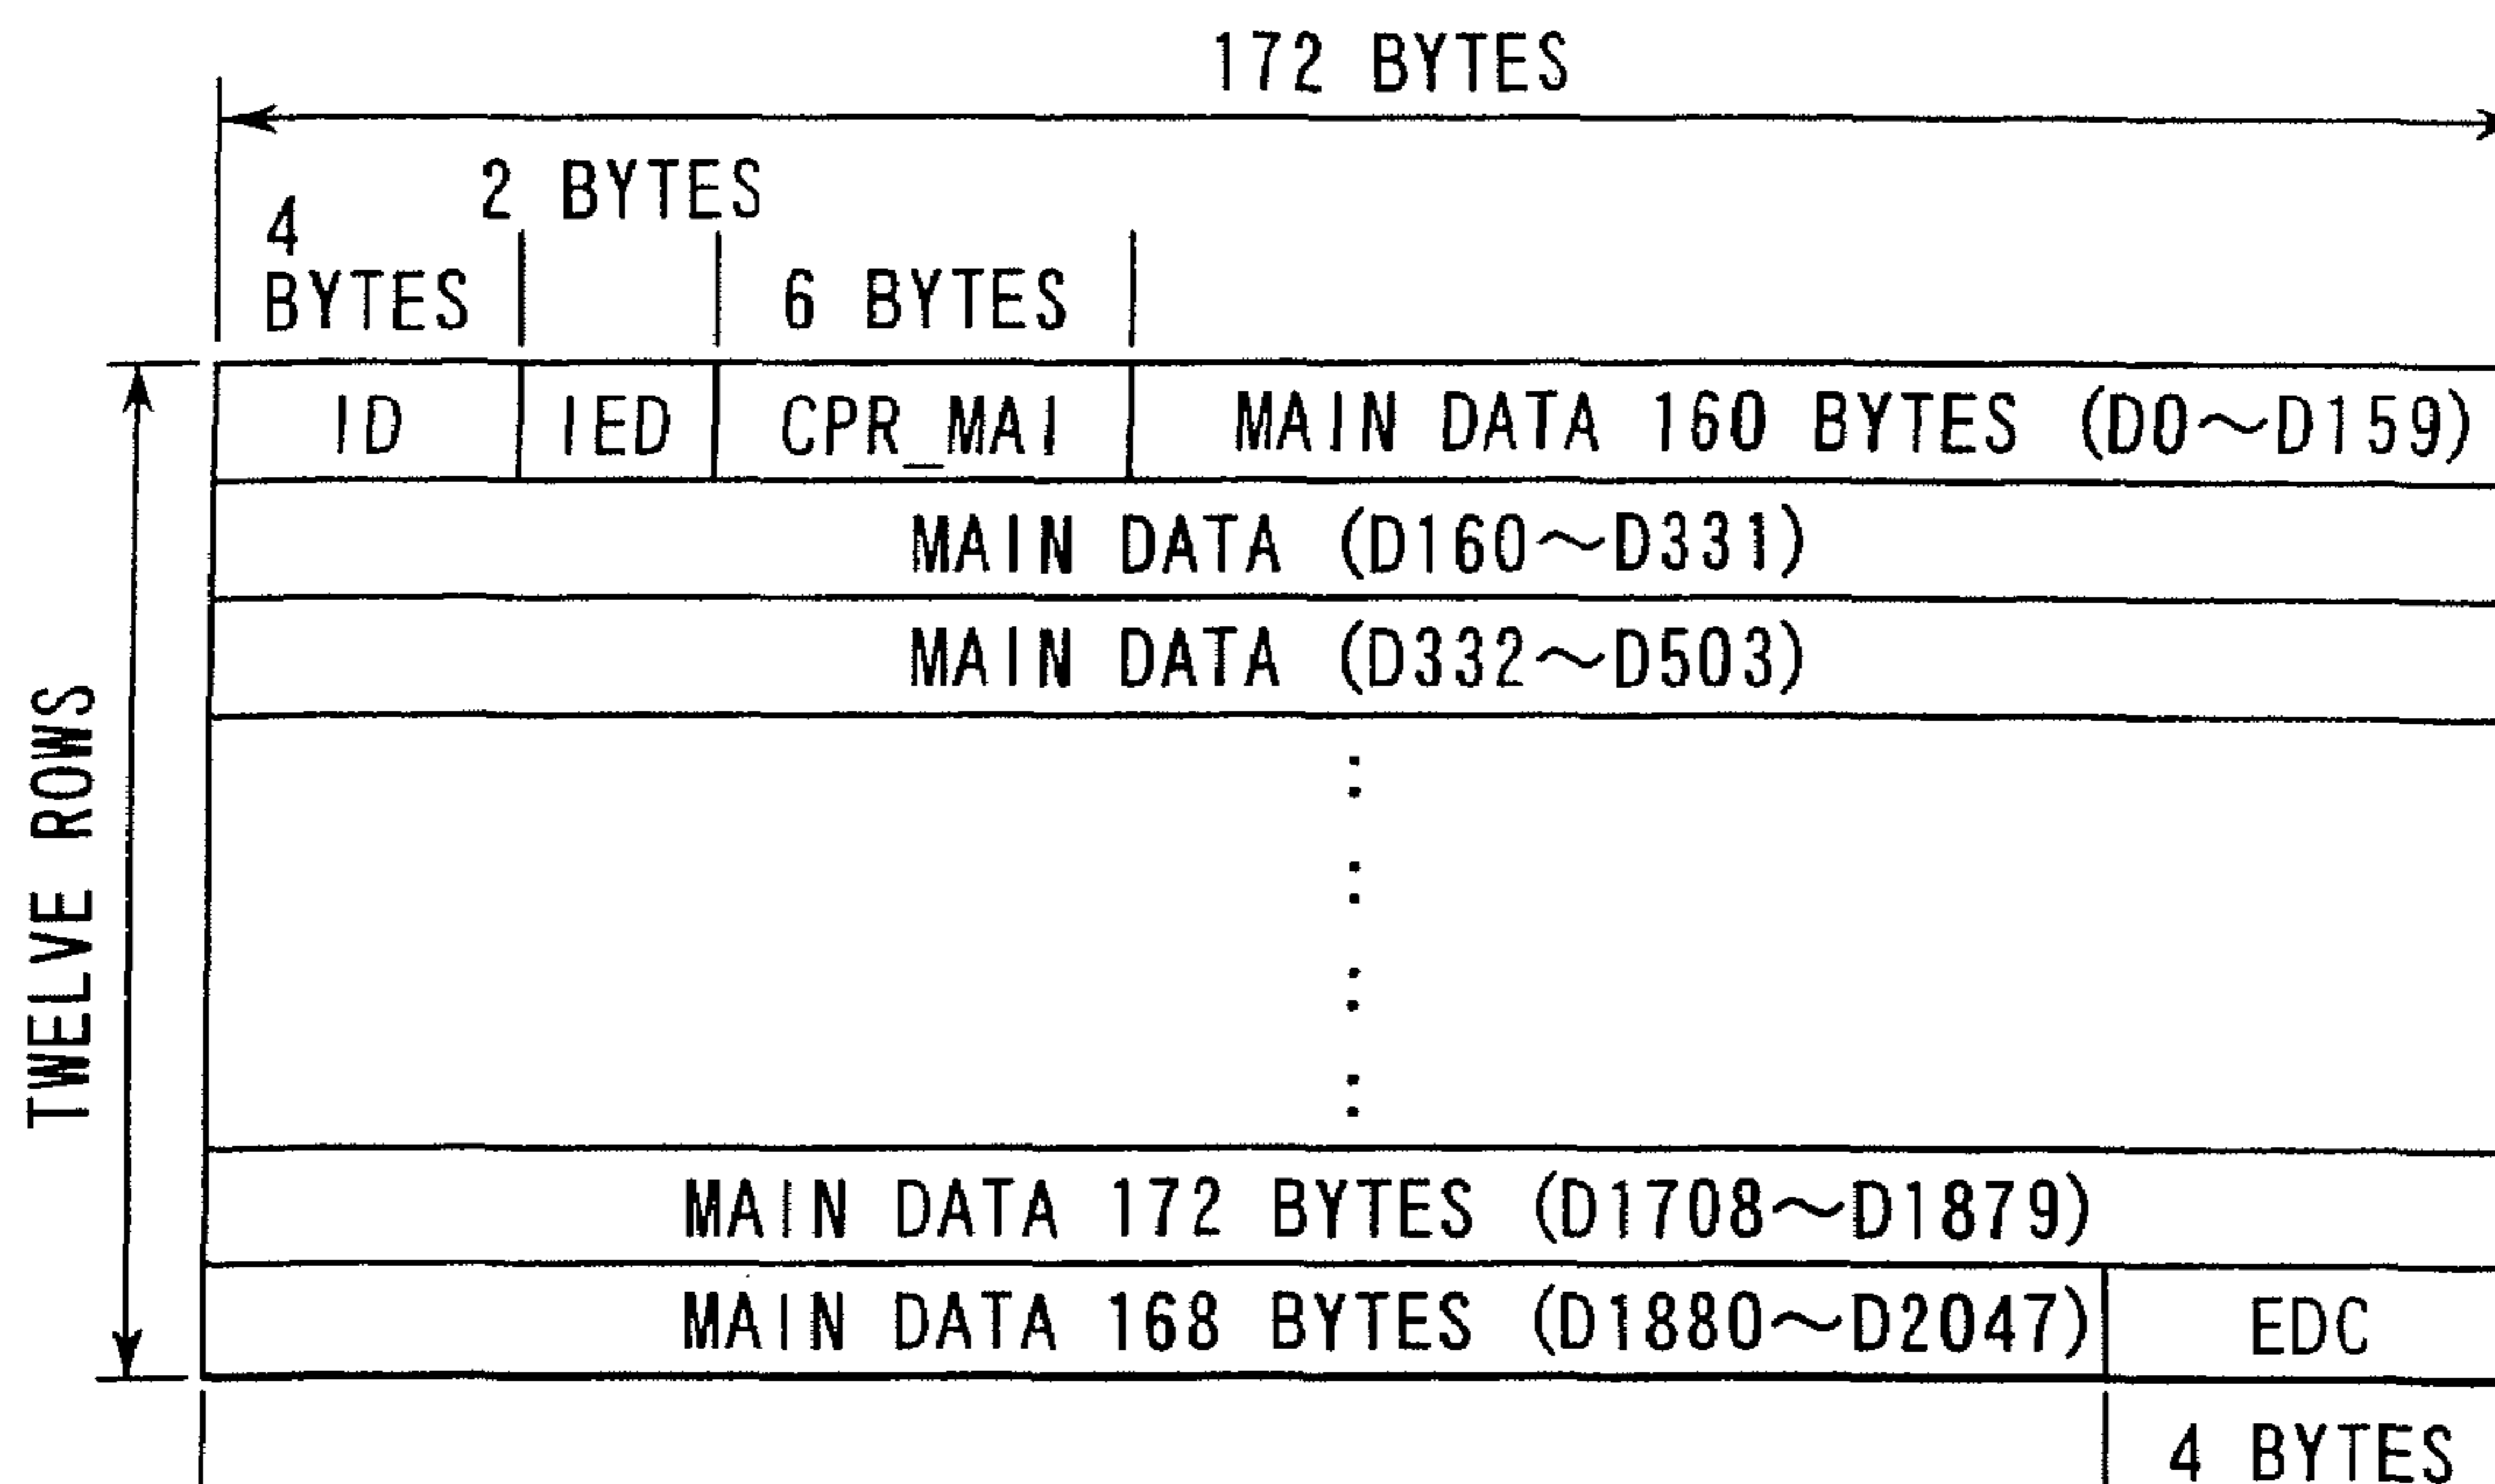 172 BYTES
2 BYTES
4
BYTES
6 BYTES
ID IED CPR_MAI MAIN DATA 160 BYTES (D0～D159)
MAIN DATA (D160～D331)
MAIN DATA (D332～D503)
TWELVE ROWS
MAIN DATA 172 BYTES (D1708～D1879)
MAIN DATA 168 BYTES (D1880～D2047) EDC
4 BYTES